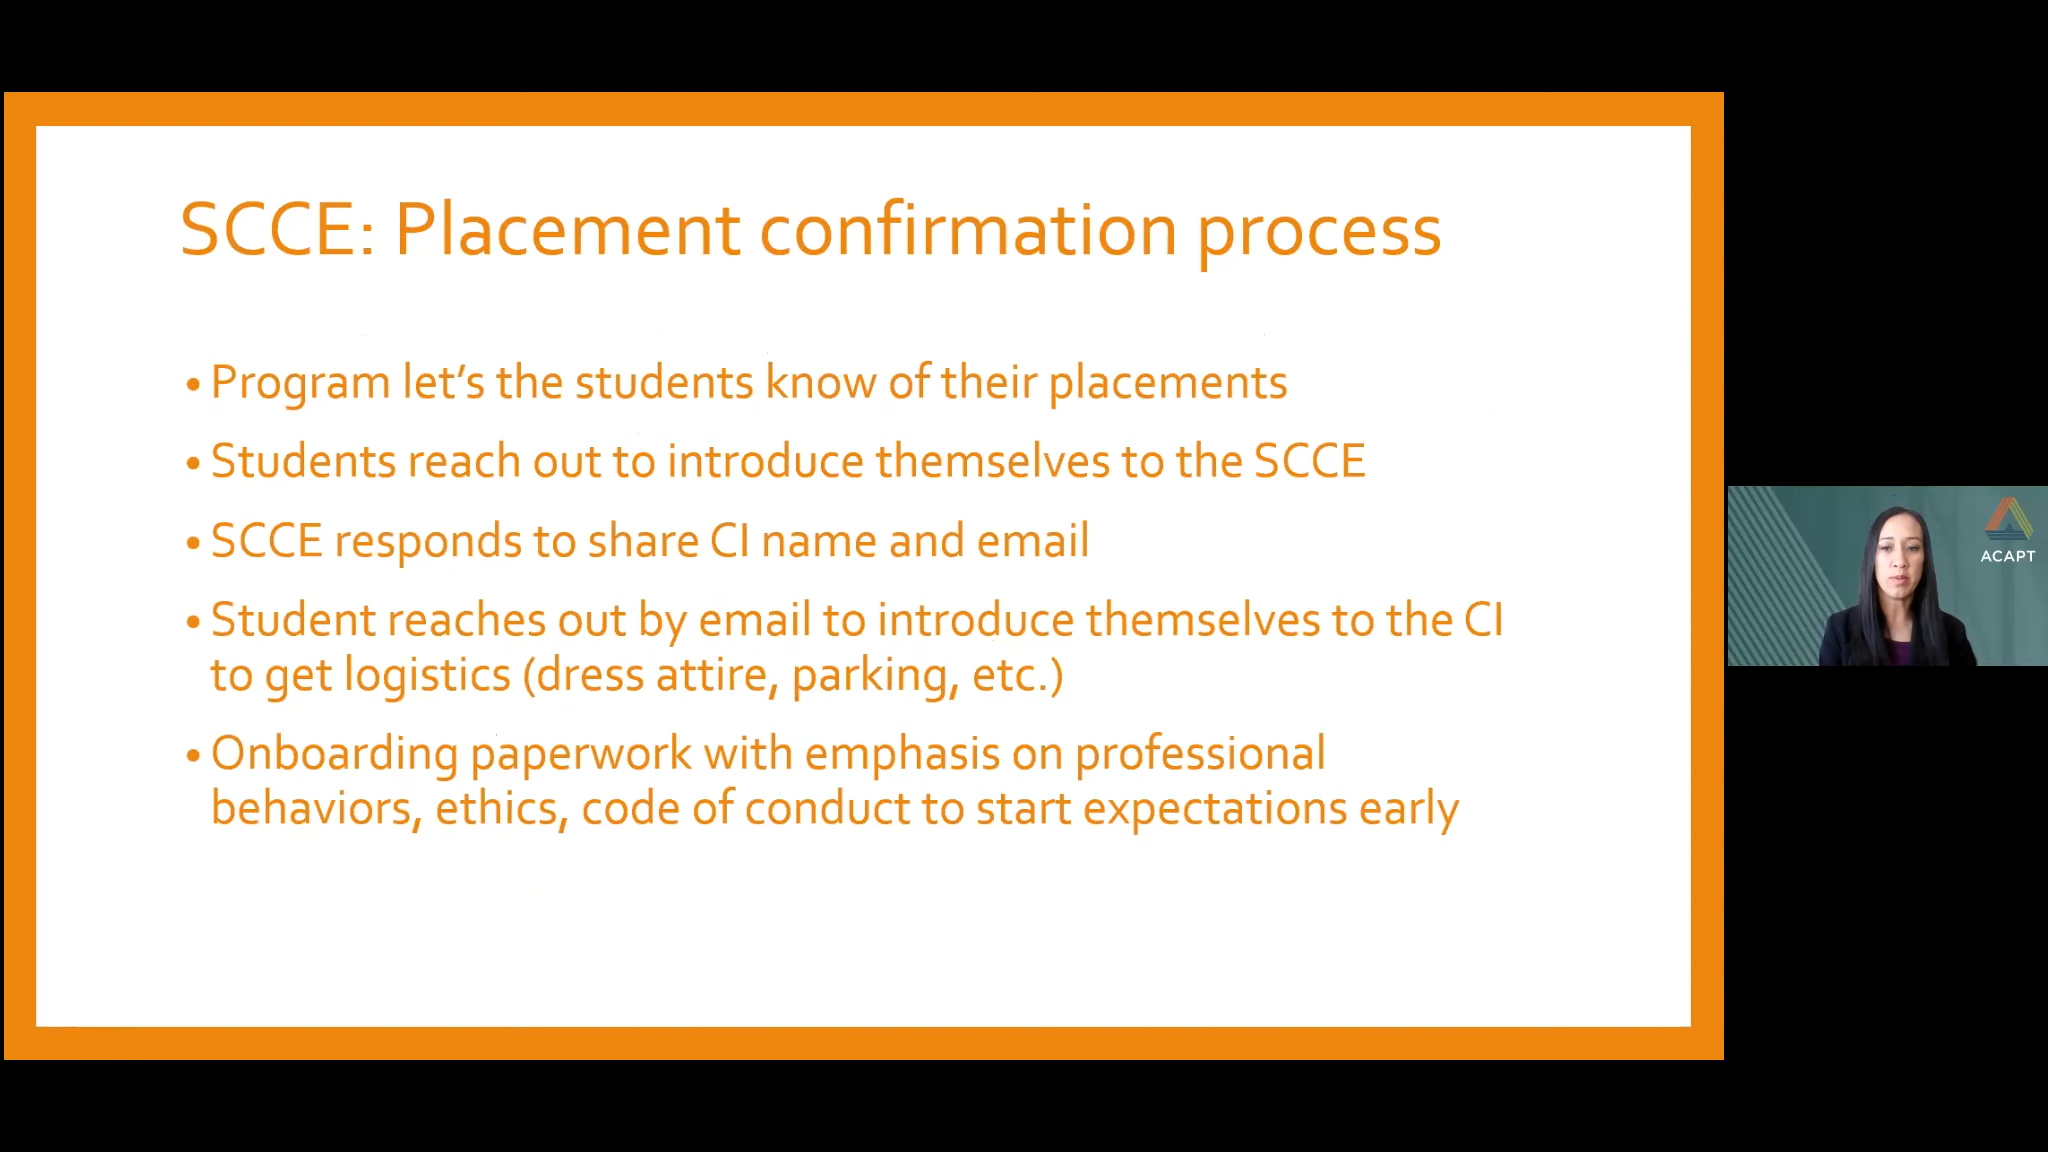 SCCE: Placement confirmation process
• Program let’s the students know of their placements
• Students reach out to introduce themselves to the SCCE
• SCCE responds to share CI name and email
• Student reaches out by email to introduce themselves to the CI
to get logistics (dress attire, parking, etc.)
• Onboarding paperwork with emphasis on professional
behaviors, ethics, code of conduct to start expectations early
ACAPT